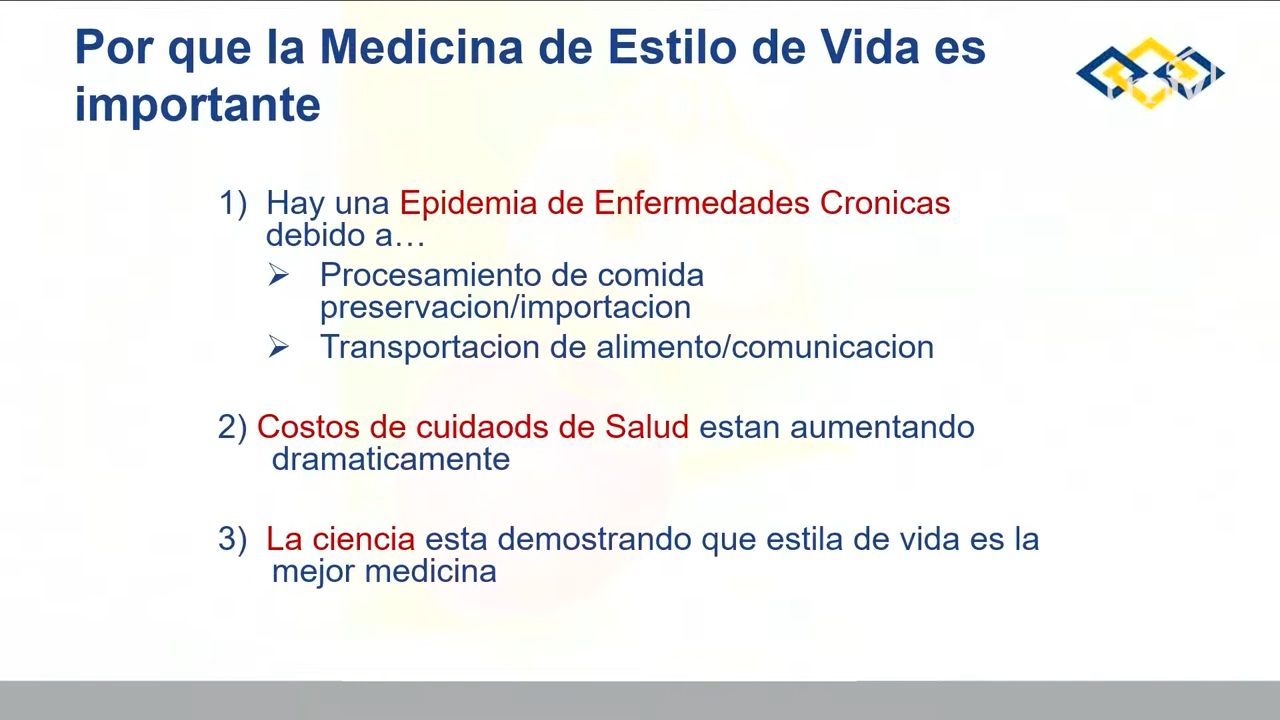 Por que la Medicina de Estilo de Vida es
importante
1) Hay una Epidemia de Enfermedades Cronicas
debido a…
➢ Procesamiento de comida
preservacion/importacion
➢ Transportacion de alimento/comunicacion
2) Costos de cuidaods de Salud estan aumentando
dramaticamente
3) La ciencia esta demostrando que estila de vida es la
mejor medicina